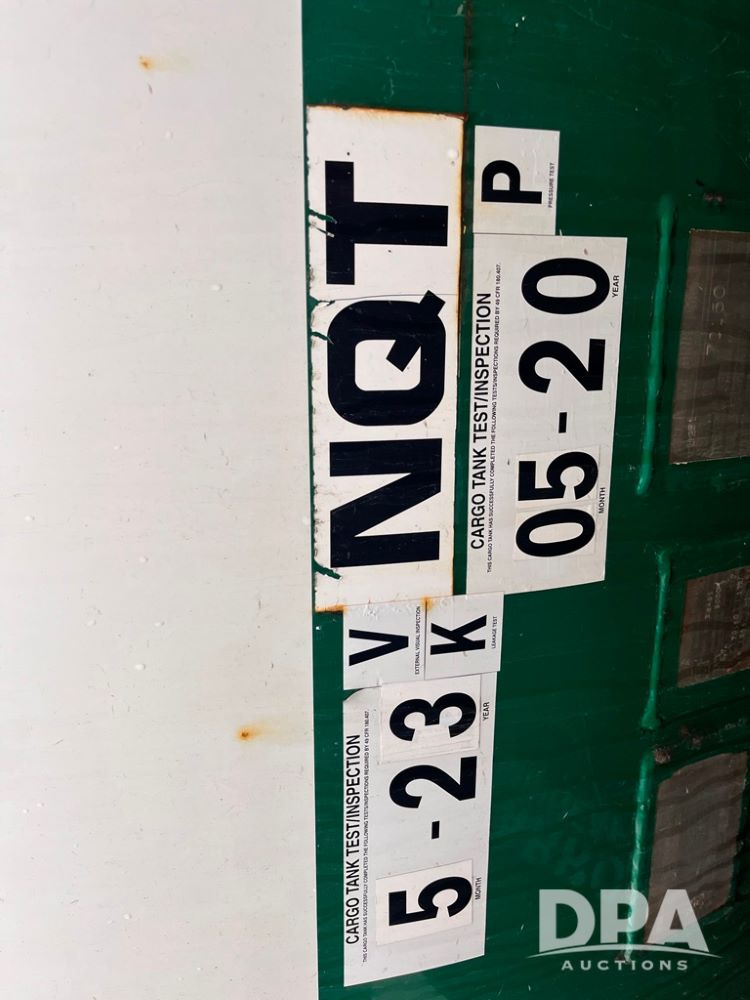 NQT
CARGO TANK TEST/INSPECTION
THIS CARGO TANK HAS SUCCESSFULLY COMPLETED THE FOLLOWING TESTS/INSPECTIONS REQUIRED BY 49 CFR 180.407.
5 - 23
MONTH YEAR
V
EXTERNAL VISUAL INSPECTION
K
LEAKAGE TEST
CARGO TANK TEST/INSPECTION
THIS CARGO TANK HAS SUCCESSFULLY COMPLETED THE FOLLOWING TESTS/INSPECTIONS REQUIRED BY 49 CFR 180.407.
05 - 20
MONTH YEAR
P
PRESSURE TEST
DPA
AUCTIONS